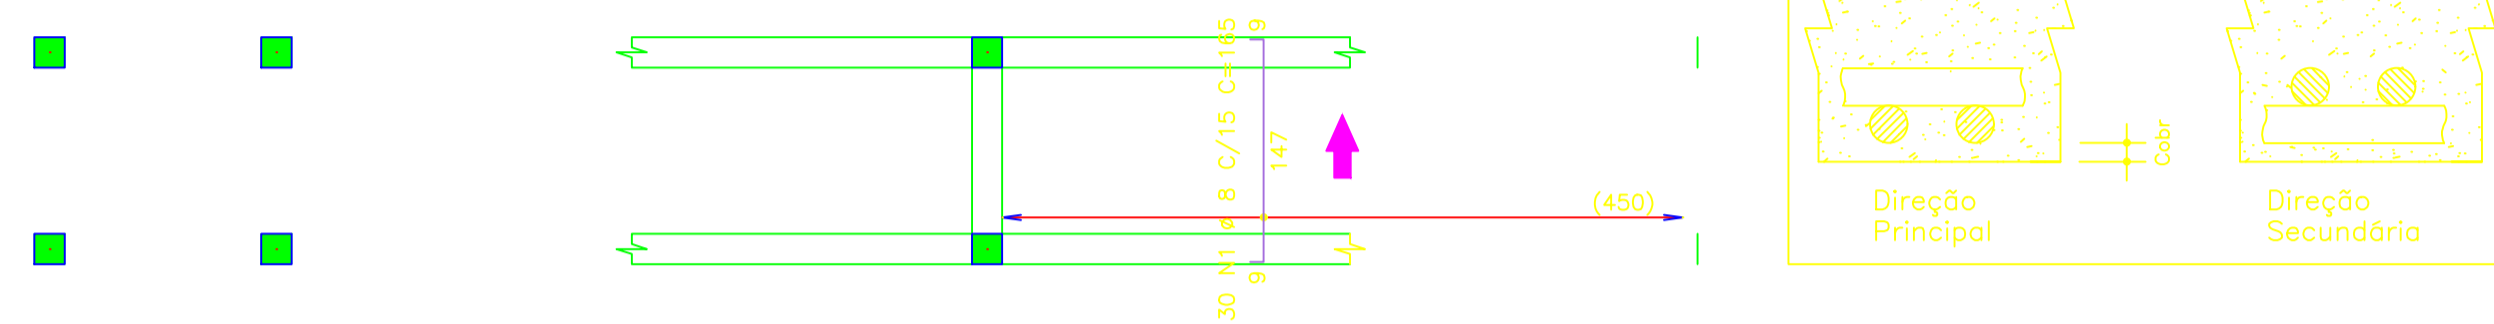 30 N1 ø 8 C/15 C=165
9
147
9
(450)
Cobr
Direção
Principal
Direção
Secundária